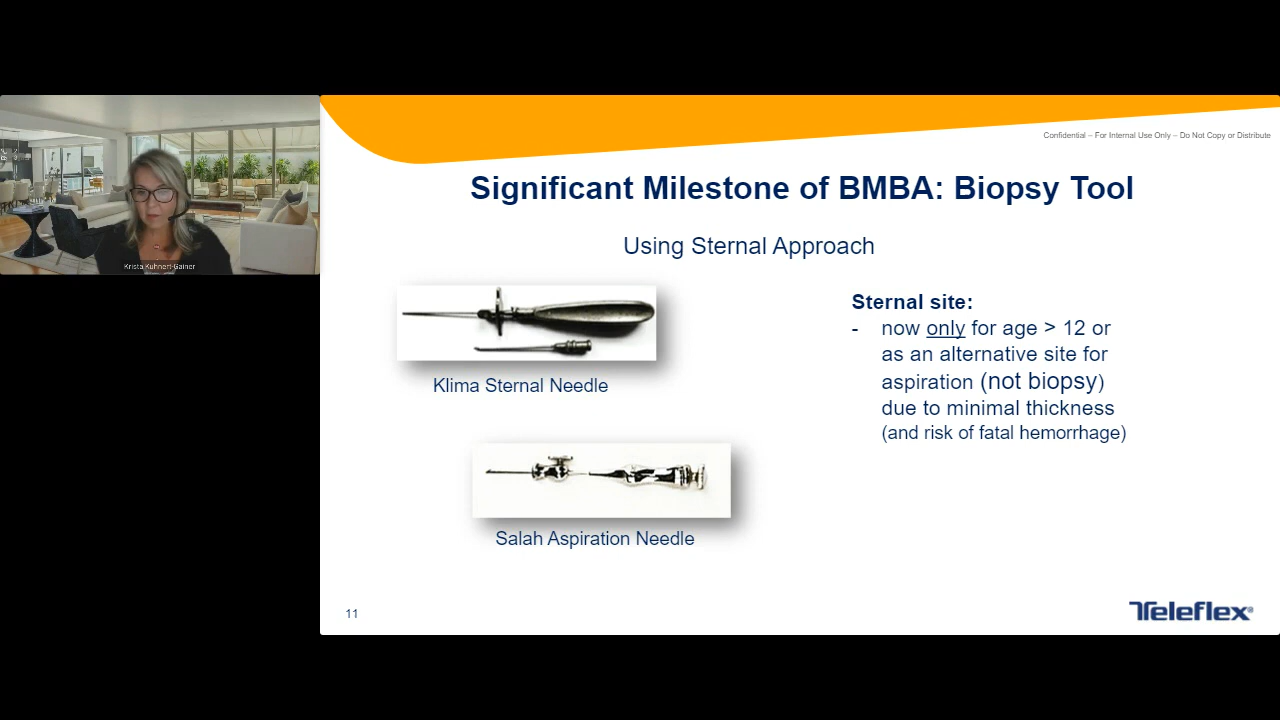 Confidential – For Internal Use Only – Do Not Copy or Distribute
Significant Milestone of BMBA: Biopsy Tool
Using Sternal Approach
Krista Kuhnert-Gainer
Klima Sternal Needle
Salah Aspiration Needle
Sternal site:
- now only for age > 12 or
as an alternative site for
aspiration (not biopsy)
due to minimal thickness
(and risk of fatal hemorrhage)
11
Teleflex®